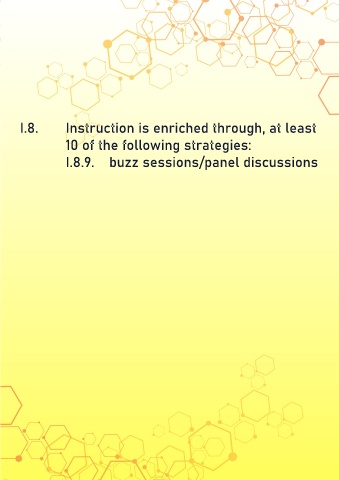 I.8. Instruction is enriched through, at least
10 of the following strategies:
I.8.9. buzz sessions/panel discussions